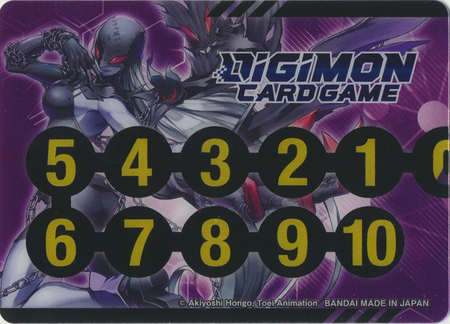 DIGIMON
CARD GAME
5 4 3 2 1 0
6 7 8 9 10
© Akiyoshi Hongo, Toei Animation BANDAI MADE IN JAPAN